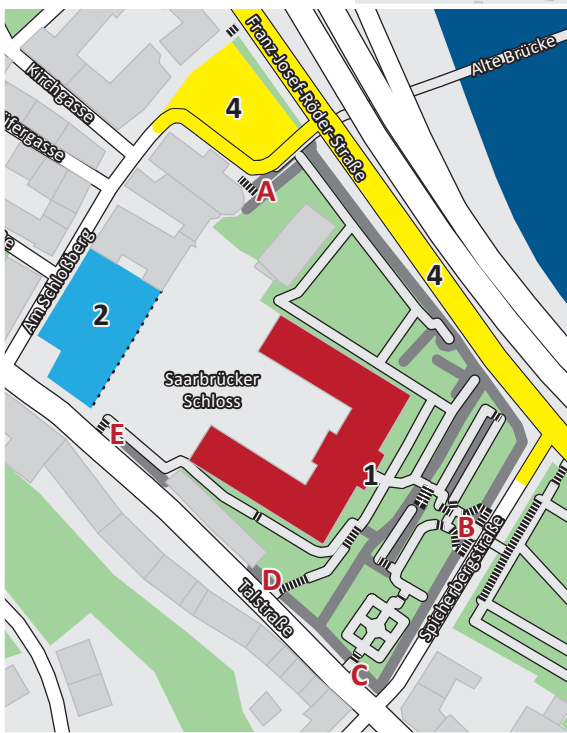 Kirchgasse
Franz-Josef-Röder-Straße
Alte Brücke
4
A
Am Schloßberg
4
2
Saarbrücker
Schloss
E
1
B
D
Talstraße
Spicherbergstraße
C